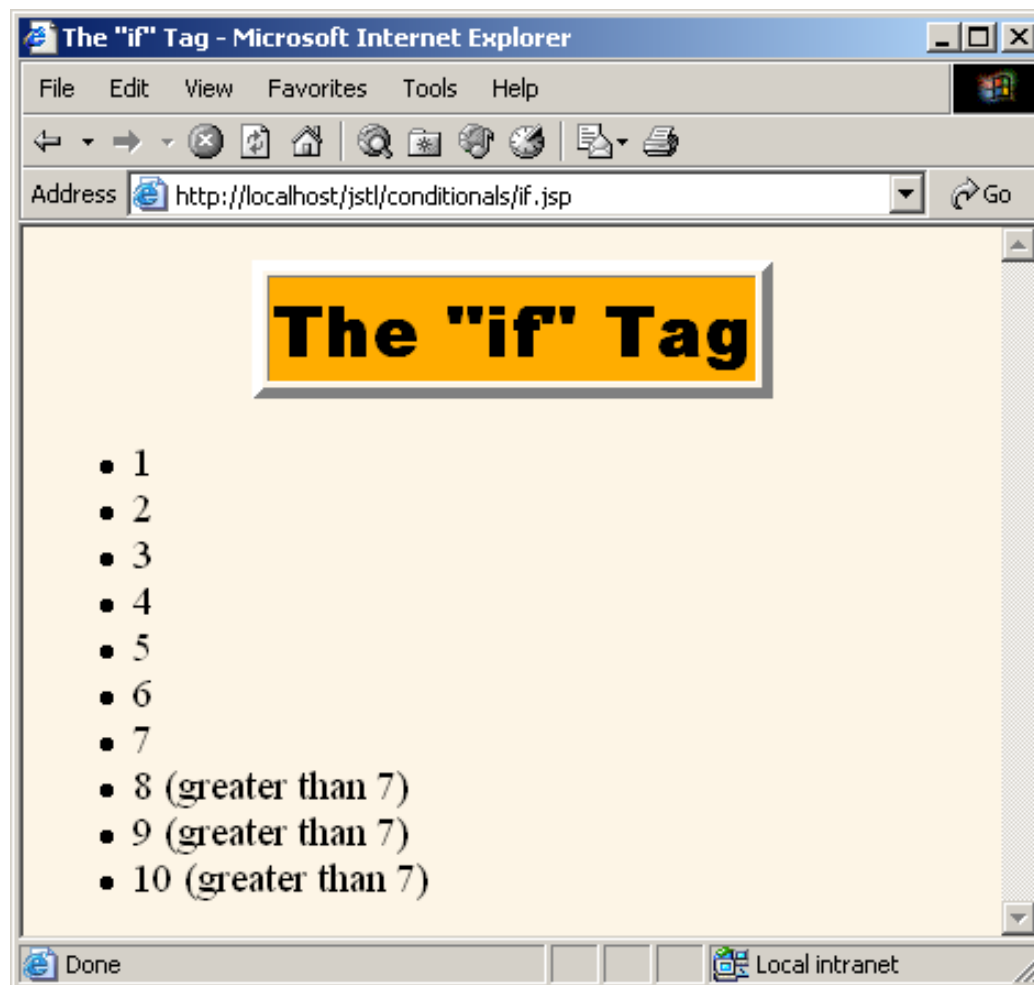 The "if" Tag - Microsoft Internet Explorer
File Edit View Favorites Tools Help
Address http://localhost/jstl/conditionals/if.jsp Go
The "if" Tag
• 1
• 2
• 3
• 4
• 5
• 6
• 7
• 8 (greater than 7)
• 9 (greater than 7)
• 10 (greater than 7)
Done Local intranet